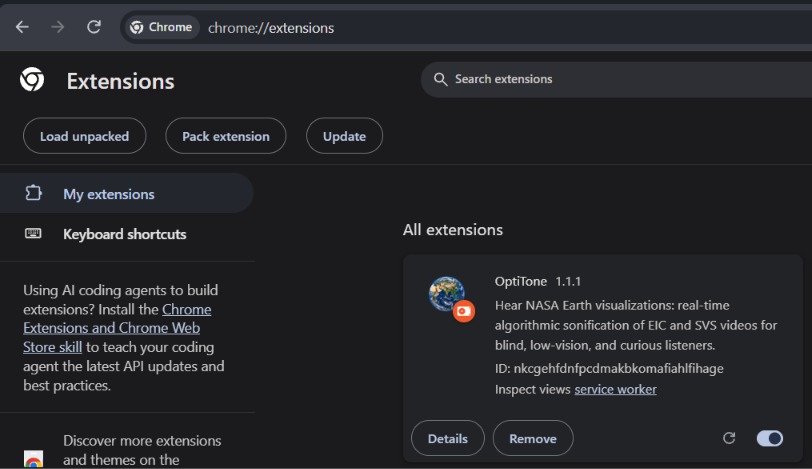 Chrome chrome://extensions
Extensions
Search extensions
Load unpacked Pack extension Update
My extensions
Keyboard shortcuts
Using AI coding agents to build
extensions? Install the Chrome
Extensions and Chrome Web
Store skill to teach your coding
agent the latest API updates and
best practices.
Discover more extensions
and themes on the
All extensions
OptiTone 1.1.1
Hear NASA Earth visualizations: real-time
algorithmic sonification of EIC and SVS videos for
blind, low-vision, and curious listeners.
ID: nkcgehfdnfpcdmakbkomafiahlfihage
Inspect views service worker
Details Remove